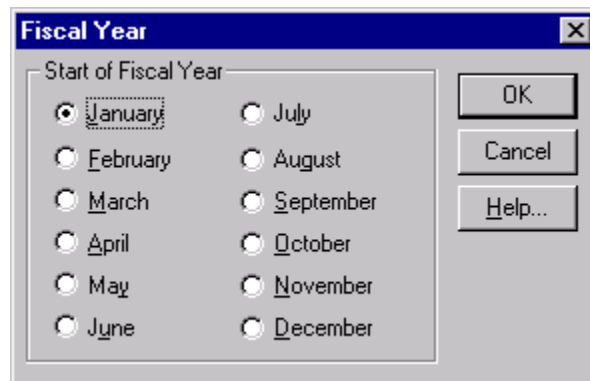 Fiscal Year
Start of Fiscal Year
January
February
March
April
May
June
July
August
September
October
November
December
OK
Cancel
Help...